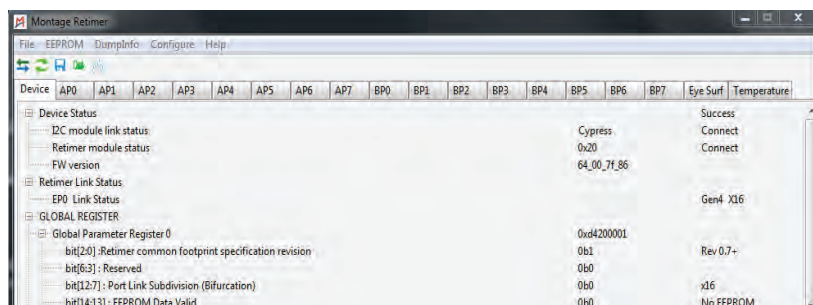 Montage Retimer
File EEPROM DumpInfo Configure Help
Device AP0 AP1 AP2 AP3 AP4 AP5 AP6 AP7 BP0 BP1 BP2 BP3 BP4 BP5 BP6 BP7 Eye Surf Temperature
Device Status Success
I2C module link status Cypress Connect
Retimer module status 0x20 Connect
FW version 64_00_7f_86
Retimer Link Status
EP0 Link Status Gen4 X16
GLOBAL REGISTER
Global Parameter Register 0 0xd4200001
bit[2:0] :Retimer common footprint specification revision 0b1 Rev 0.7+
bit[6:3] : Reserved 0b0
bit[12:7] : Port Link Subdivision (Bifurcation) 0b0 x16
bit[14:13] : EEPROM Data Valid 0b0 No EEPROM